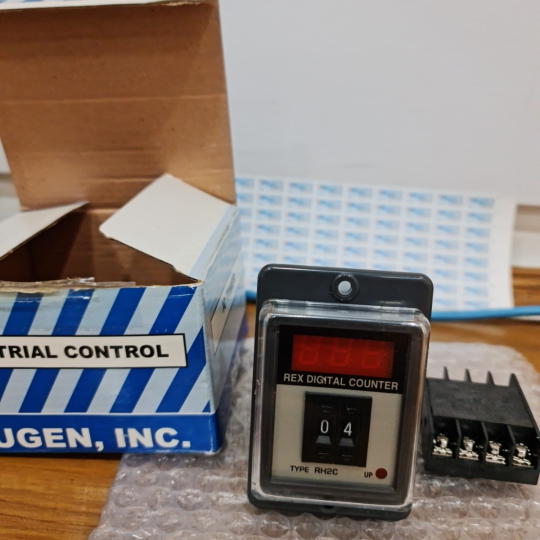 TRIAL CONTROL
UGEN, INC.
REX DIGITAL COUNTER
0 4
TYPE RH2C
UP